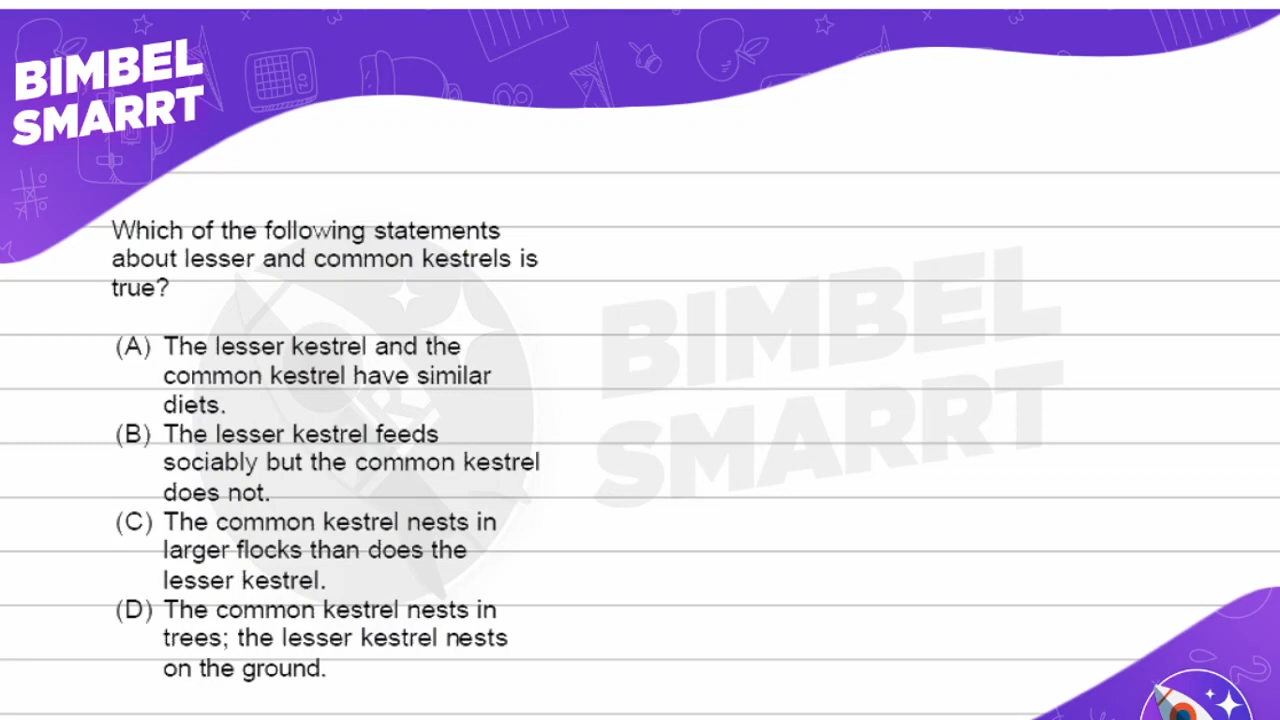 BIMBEL
SMARRT
Which of the following statements
about lesser and common kestrels is
true?
(A) The lesser kestrel and the
common kestrel have similar
diets.
(B) The lesser kestrel feeds
sociably but the common kestrel
does not.
(C) The common kestrel nests in
larger flocks than does the
lesser kestrel.
(D) The common kestrel nests in
trees; the lesser kestrel nests
on the ground.
BIMBEL
SMARRT